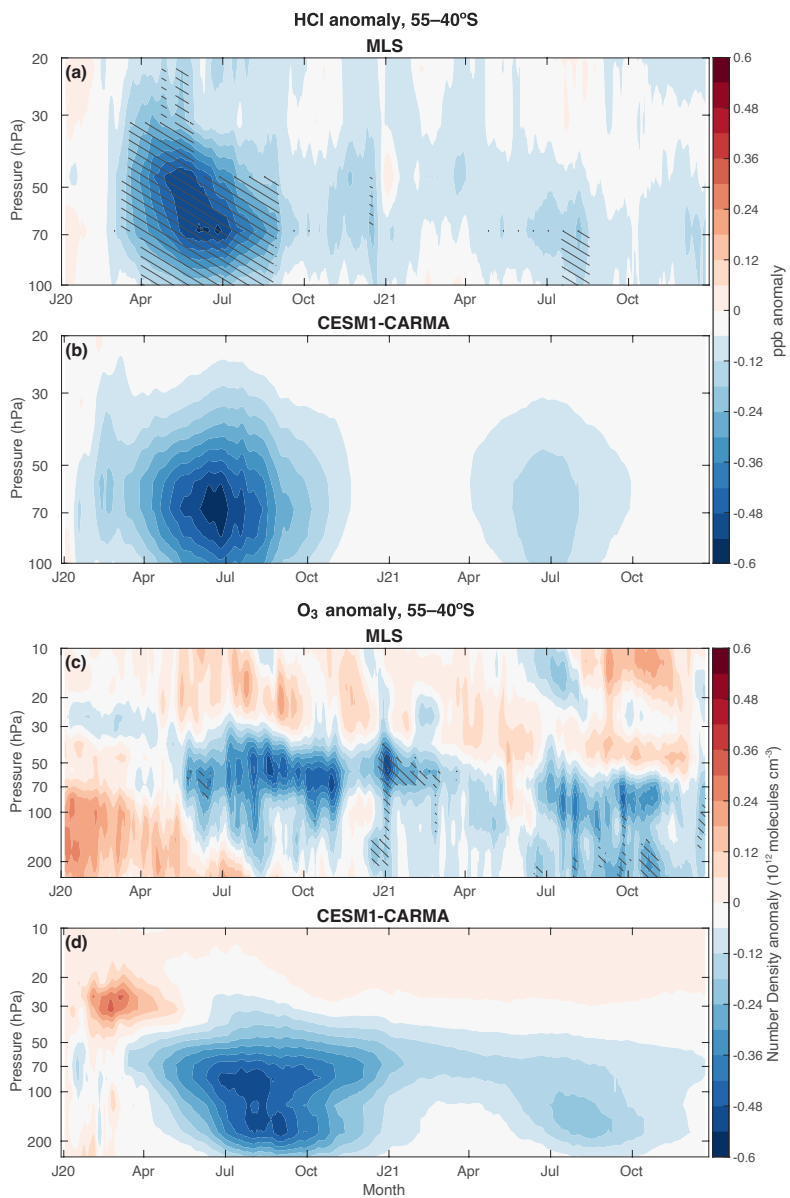 HCl anomaly, 55–40ºS
MLS
(a)
20
30
50
70
100
Pressure (hPa)
J20 Apr Jul Oct J21 Apr Jul Oct
CESM1-CARMA
(b)
20
30
50
70
100
Pressure (hPa)
J20 Apr Jul Oct J21 Apr Jul Oct
0.6
0.48
0.36
0.24
0.12
0
-0.12
-0.24
-0.36
-0.48
-0.6
ppb anomaly
O₃ anomaly, 55–40ºS
MLS
(c)
10
20
30
50
70
100
200
Pressure (hPa)
J20 Apr Jul Oct J21 Apr Jul Oct
CESM1-CARMA
(d)
10
20
30
50
70
100
200
Pressure (hPa)
J20 Apr Jul Oct J21 Apr Jul Oct
Month
0.6
0.48
0.36
0.24
0.12
0
-0.12
-0.24
-0.36
-0.48
-0.6
Number Density anomaly (10¹² molecules cm⁻³)